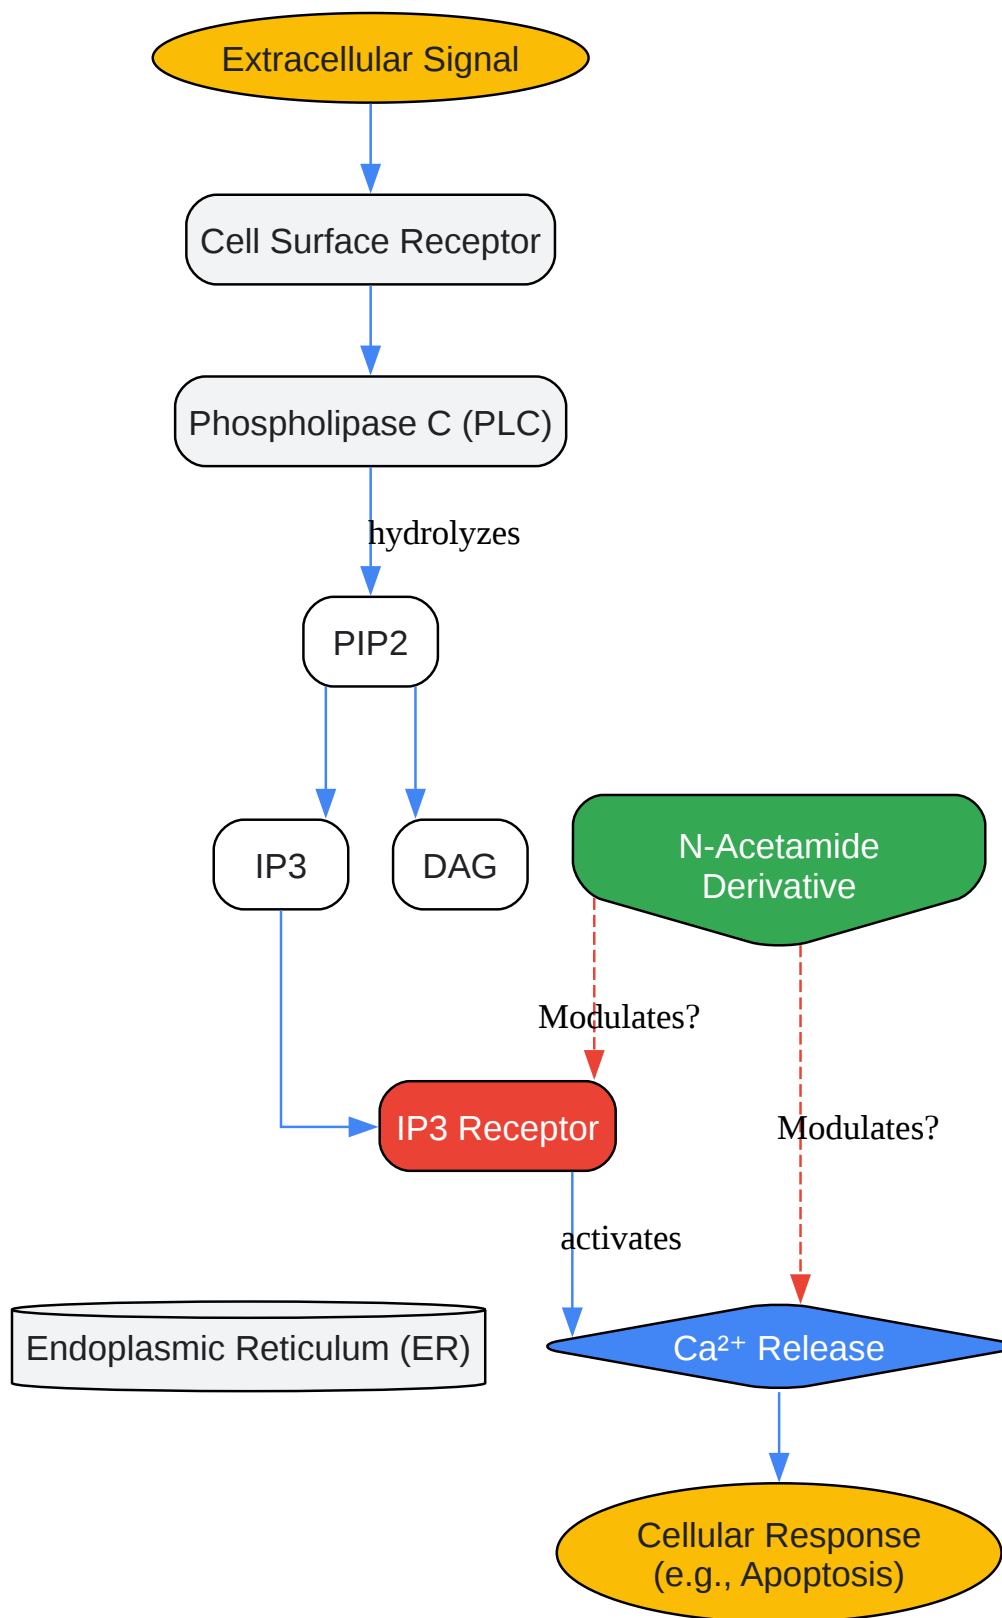 Extracellular Signal
Cell Surface Receptor
Phospholipase C (PLC)
hydrolyzes
PIP2
IP3
DAG
N-Acetamide
Derivative
Modulates?
IP3 Receptor
Modulates?
activates
Endoplasmic Reticulum (ER)
Ca²⁺ Release
Cellular Response
(e.g., Apoptosis)